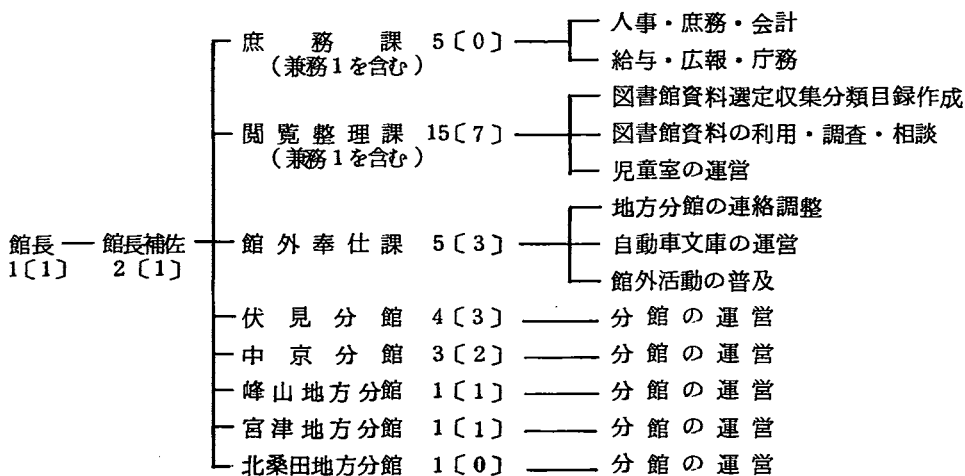 館長 1〔1〕
館長補佐 2〔1〕
庶務課 5〔0〕
（兼務1を含む）
人事・庶務・会計
給与・広報・庁務
閲覧整理課 15〔7〕
（兼務1を含む）
図書館資料選定収集分類目録作成
図書館資料の利用・調査・相談
児童室の運営
館外奉仕課 5〔3〕
地方分館の連絡調整
自動車文庫の運営
館外活動の普及
伏見分館 4〔3〕 分館の運営
中京分館 3〔2〕 分館の運営
峰山地方分館 1〔1〕 分館の運営
宮津地方分館 1〔1〕 分館の運営
北桑田地方分館 1〔0〕 分館の運営